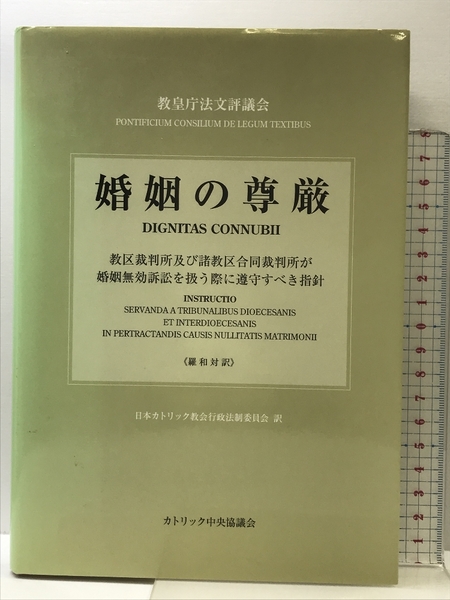 教皇庁法文評議会
PONTIFICIUM CONSILIUM DE LEGUM TEXTIBUS
婚姻の尊厳
DIGNITAS CONNUBII
教区裁判所及び諸教区合同裁判所が
婚姻無効訴訟を扱う際に遵守すべき指針
INSTRUCTIO
SERVANDA A TRIBUNALIBUS DIOECESANIS
ET INTERDIOECESANIS
IN PERTRACTANDIS CAUSIS NULLITATIS MATRIMONII
《羅和対訳》
日本カトリック教会行政法制委員会 訳
カトリック中央協議会